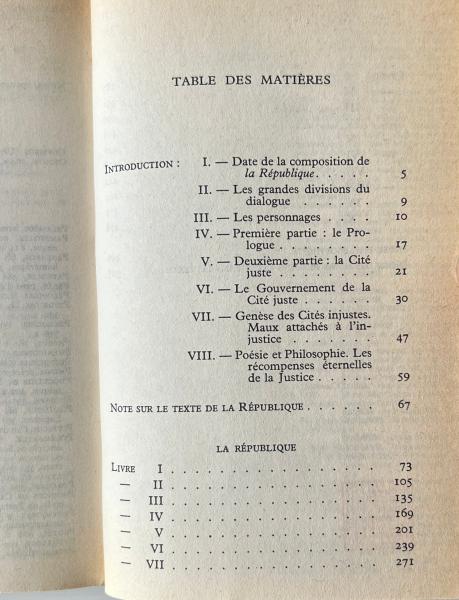 TABLE DES MATIÈRES
INTRODUCTION : I. — Date de la composition de
la République. . . . . 5
II. — Les grandes divisions du
dialogue . . . . . . 9
III. — Les personnages . . . . 10
IV. — Première partie : le Pro-
logue . . . . . . . . 17
V. — Deuxième partie : la Cité
juste . . . . . . . . 21
VI. — Le Gouvernement de la
Cité juste . . . . . . 30
VII. — Genèse des Cités injustes.
Maux attachés à l'in-
justice . . . . . . . 47
VIII. — Poésie et Philosophie. Les
récompenses éternelles
de la Justice . . . . . 59
NOTE SUR LE TEXTE DE LA RÉPUBLIQUE . . . . . . 67
LA RÉPUBLIQUE
LIVRE I . . . . . . . . . . . . . . . . . . 73
— II . . . . . . . . . . . . . . . . . . 105
— III . . . . . . . . . . . . . . . . . . 135
— IV . . . . . . . . . . . . . . . . . . 169
— V . . . . . . . . . . . . . . . . . . 201
— VI . . . . . . . . . . . . . . . . . . 239
— VII . . . . . . . . . . . . . . . . . . 271